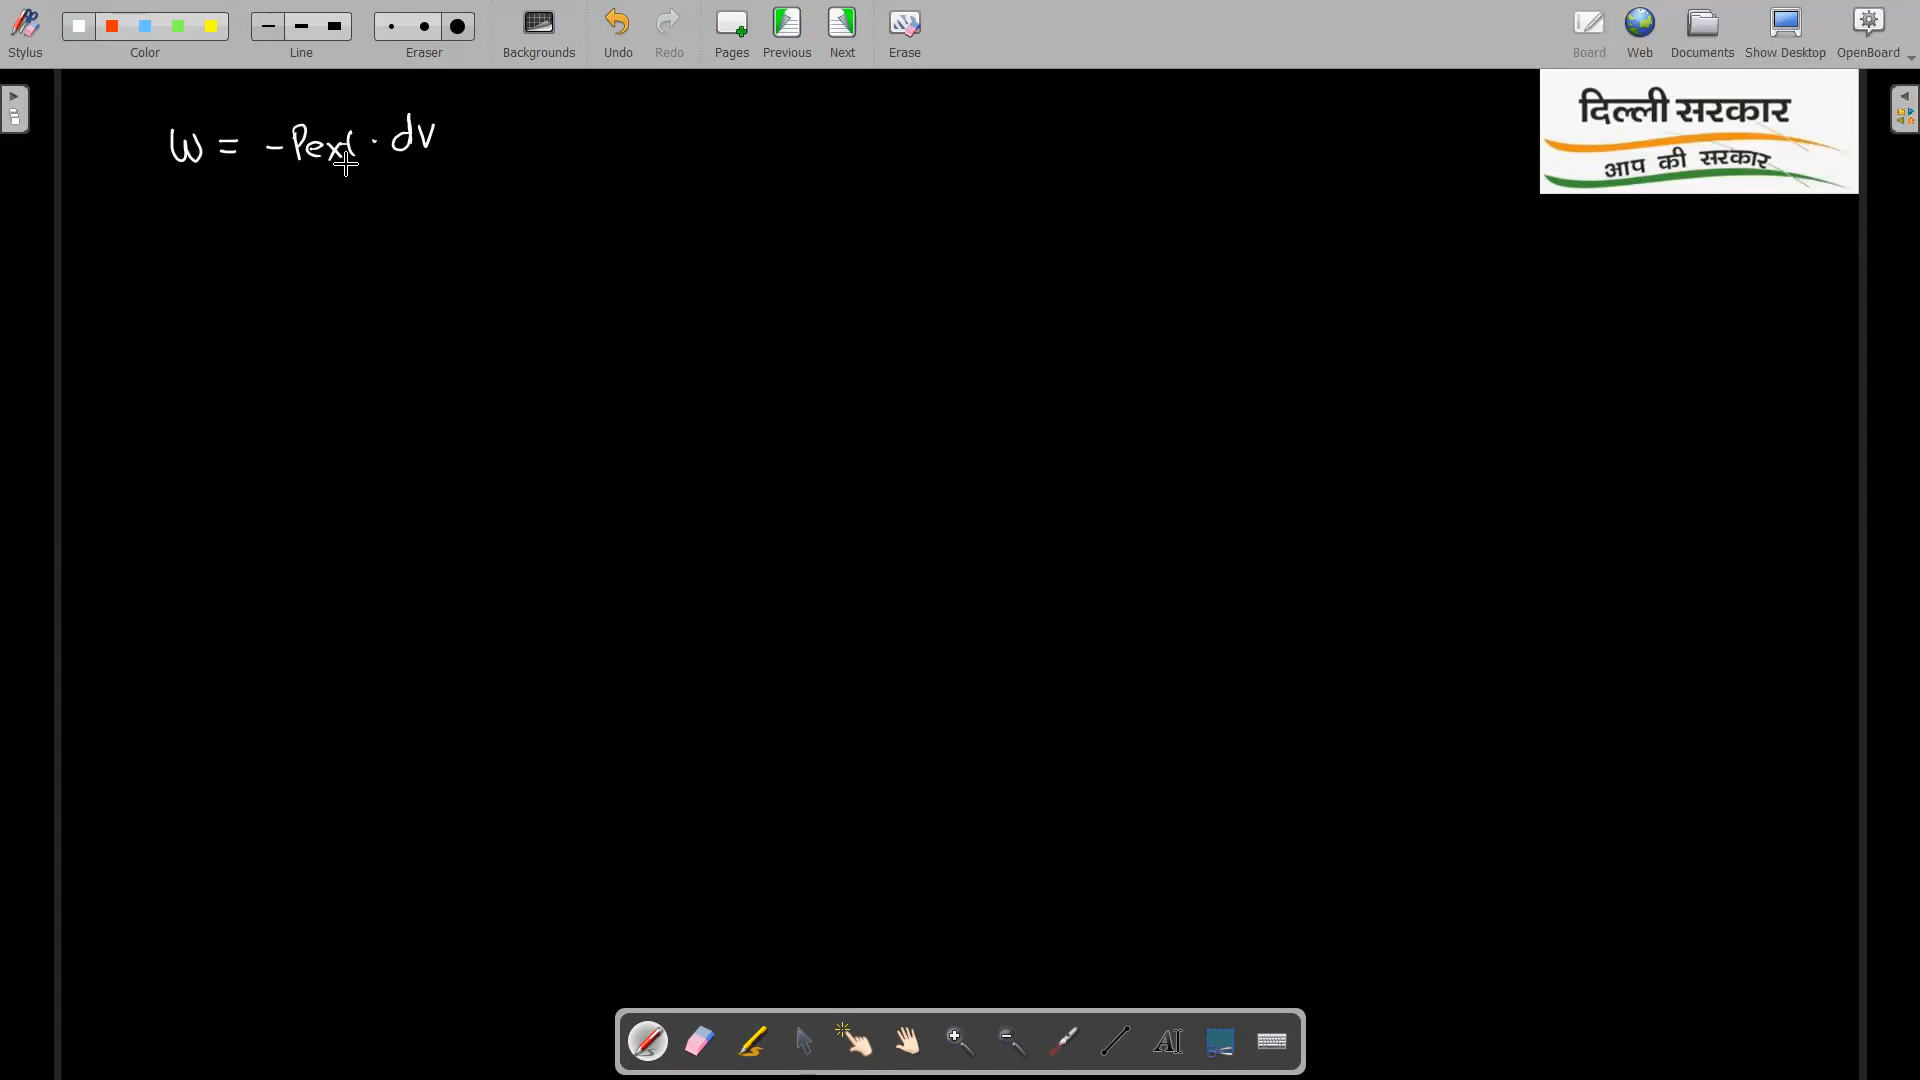 Stylus Color Line Eraser Backgrounds Undo Redo Pages Previous Next Erase Board Web Documents Show Desktop OpenBoard
दिल्ली सरकार
आप की सरकार
W = -Pext · dv
AI